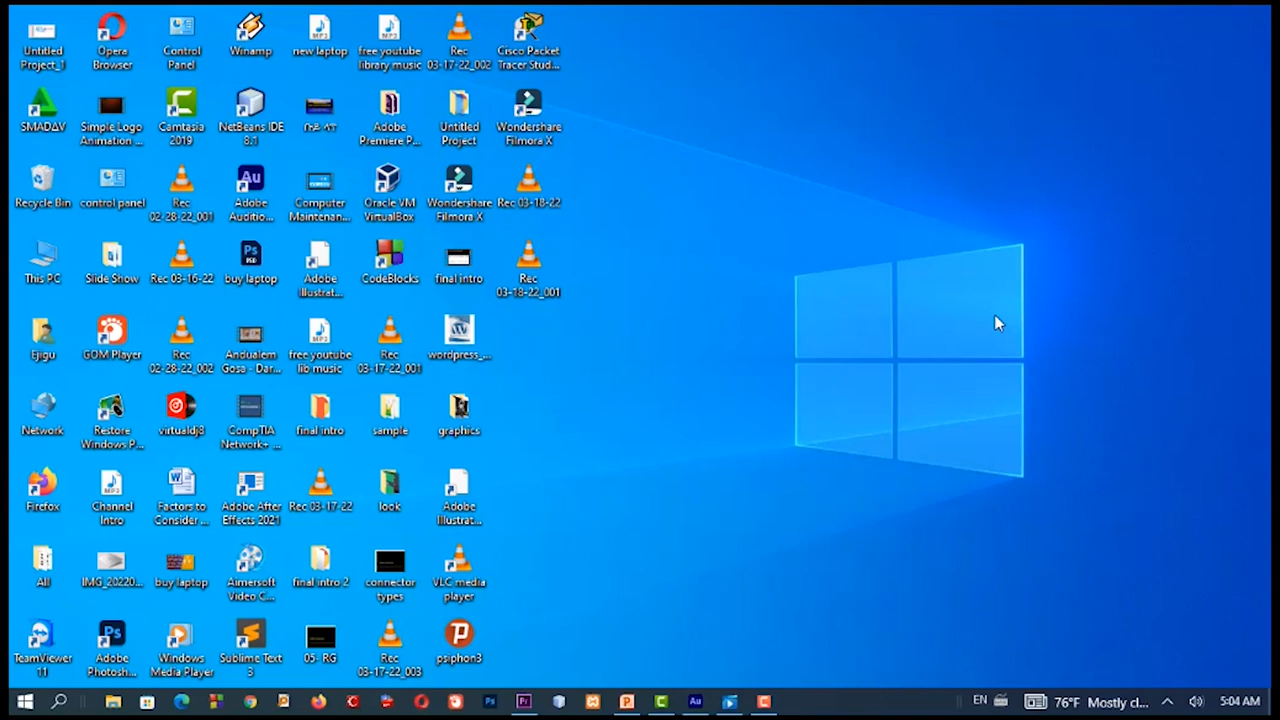 Untitled
Project_1
Opera
Browser
Control
Panel
Winamp
new laptop
free youtube
library music
Rec
03-17-22_002
Cisco Packet
Tracer Stud...
SMADAV
Simple Logo
Animation ...
Camtasia
2019
NetBeans IDE
8.1
Adobe
Premiere P...
Untitled
Project
Wondershare
Filmora X
Recycle Bin
control panel
Rec
02-28-22_001
Adobe
Audition...
Computer
Maintenan...
Oracle VM
VirtualBox
Wondershare
Filmora X
Rec 03-18-22
This PC
Slide Show
Rec 03-16-22
buy laptop
Adobe
Illustrat...
CodeBlocks
final intro
Rec
03-18-22_001
Ejigu
GOM Player
Rec
02-28-22_002
Andualem
Gosa - Dar...
free youtube
lib music
Rec
03-17-22_001
wordpress_...
Network
Restore
Windows P...
virtualdj8
CompTIA
Network+ ...
final intro
sample
graphics
Firefox
Channel
Intro
Factors to
Consider ...
Adobe After
Effects 2021
Rec 03-17-22
look
Adobe
Illustrat...
All
IMG_20220...
buy laptop
Aimersoft
Video C...
final intro 2
connector
types
VLC media
player
TeamViewer
11
Adobe
Photosh...
Windows
Media Player
Sublime Text
3
05- RG
Rec
03-17-22_003
psiphon3
EN
76°F Mostly cl...
5:04 AM